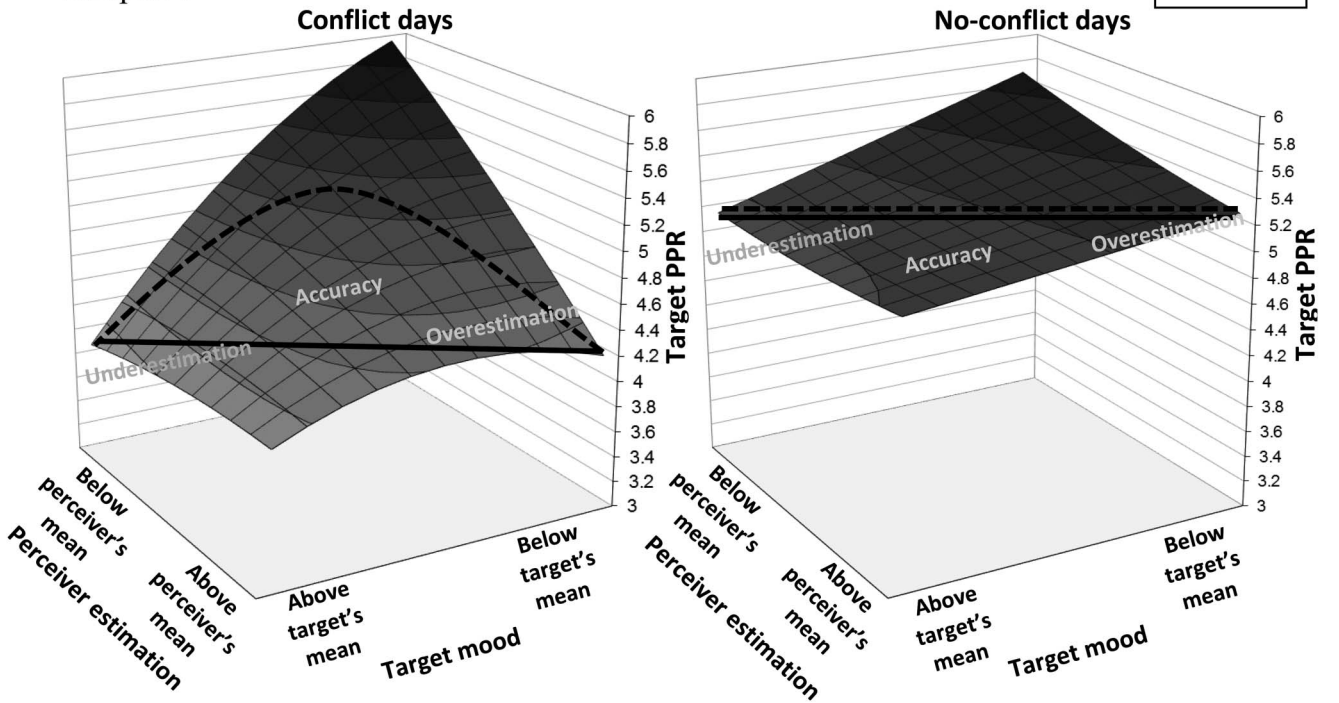 Conflict days
Underestimation
Accuracy
Overestimation
6
5.8
5.6
5.4
5.2
5
4.8
4.6
4.4
4.2
4
3.8
3.6
3.4
3.2
3
Target PPR
Below
perceiver's
mean
Above
perceiver's
mean
Perceiver estimation
Above
target's
mean
Below
target's
mean
Target mood
No-conflict days
Underestimation
Accuracy
Overestimation
6
5.8
5.6
5.4
5.2
5
4.8
4.6
4.4
4.2
4
3.8
3.6
3.4
3.2
3
Target PPR
Below
perceiver's
mean
Above
perceiver's
mean
Perceiver estimation
Above
target's
mean
Below
target's
mean
Target mood